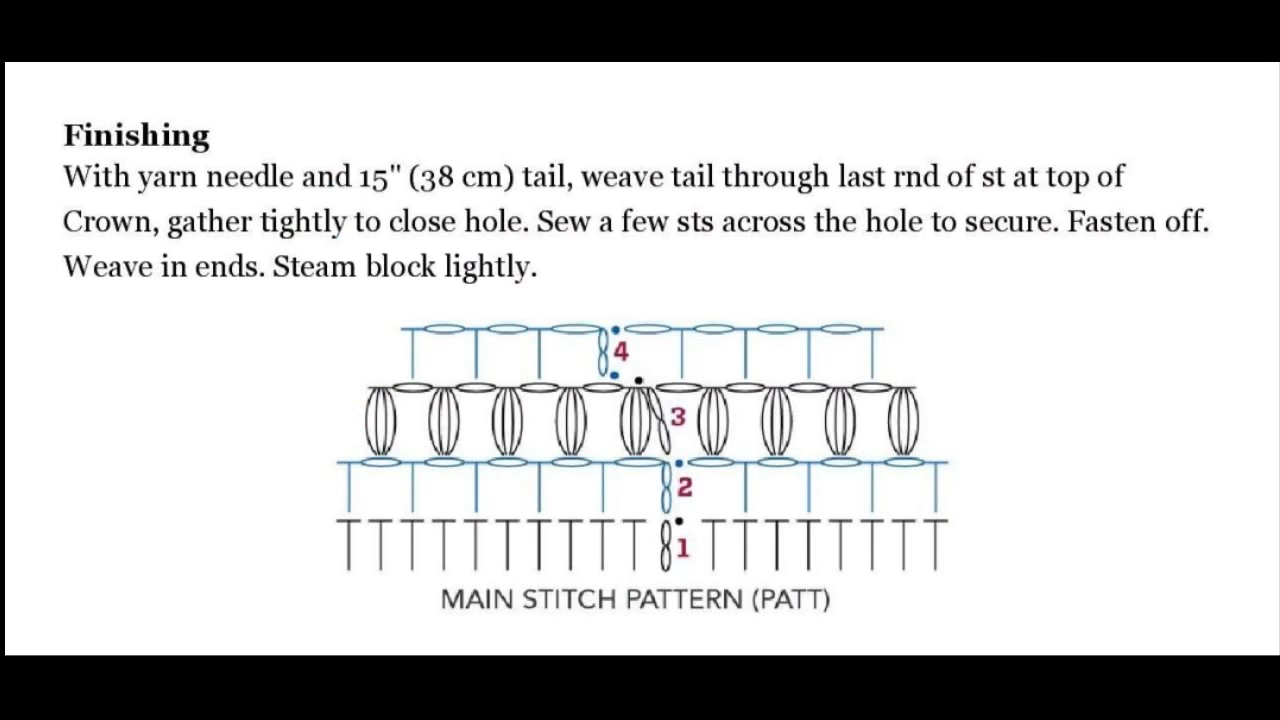 Finishing
With yarn needle and 15" (38 cm) tail, weave tail through last rnd of st at top of
Crown, gather tightly to close hole. Sew a few sts across the hole to secure. Fasten off.
Weave in ends. Steam block lightly.
4
3
2
1
MAIN STITCH PATTERN (PATT)